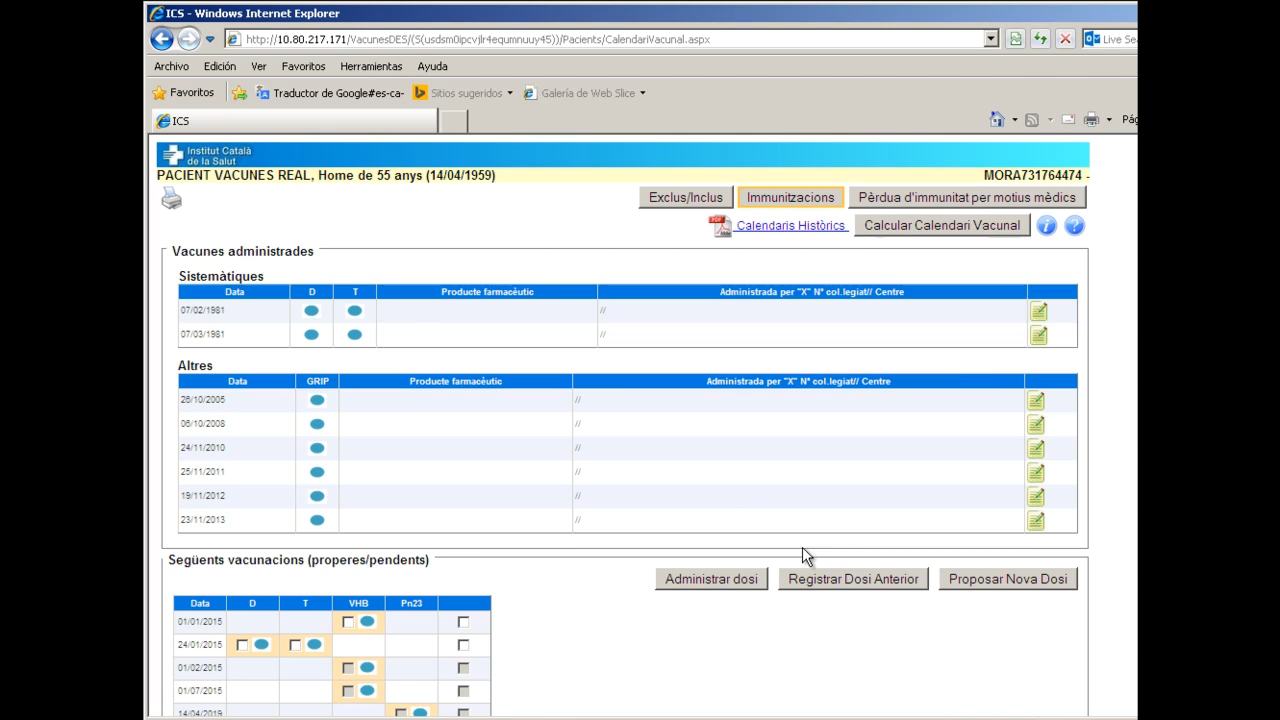 ICS - Windows Internet Explorer
http://10.80.217.171/VacunesDES/(S(usdsm0ipcvjlr4equmnuuy45))/Pacients/CalendariVacunal.aspx
Live Se
Archivo Edición Ver Favoritos Herramientas Ayuda
Favoritos Traductor de Google#es-ca- Sitios sugeridos Galería de Web Slice
ICS
Pág
Institut Català
de la Salut
PACIENT VACUNES REAL, Home de 55 anys (14/04/1959) MORA731764474 -
Exclus/Inclus Immunitzacions Pèrdua d'immunitat per motius mèdics
PDF Calendaris Històrics Calcular Calendari Vacunal
Vacunes administrades
Sistemàtiques
Data D T Producte farmacèutic Administrada per "X" Nº col.legiat// Centre
07/02/1981 //
07/03/1981 //
Altres
Data GRIP Producte farmacèutic Administrada per "X" Nº col.legiat// Centre
26/10/2005 //
06/10/2008 //
24/11/2010 //
25/11/2011 //
19/11/2012 //
23/11/2013 //
Següents vacunacions (properes/pendents)
Administrar dosi Registrar Dosi Anterior Proposar Nova Dosi
Data D T VHB Pn23
01/01/2015
24/01/2015
01/02/2015
01/07/2015
14/04/2019